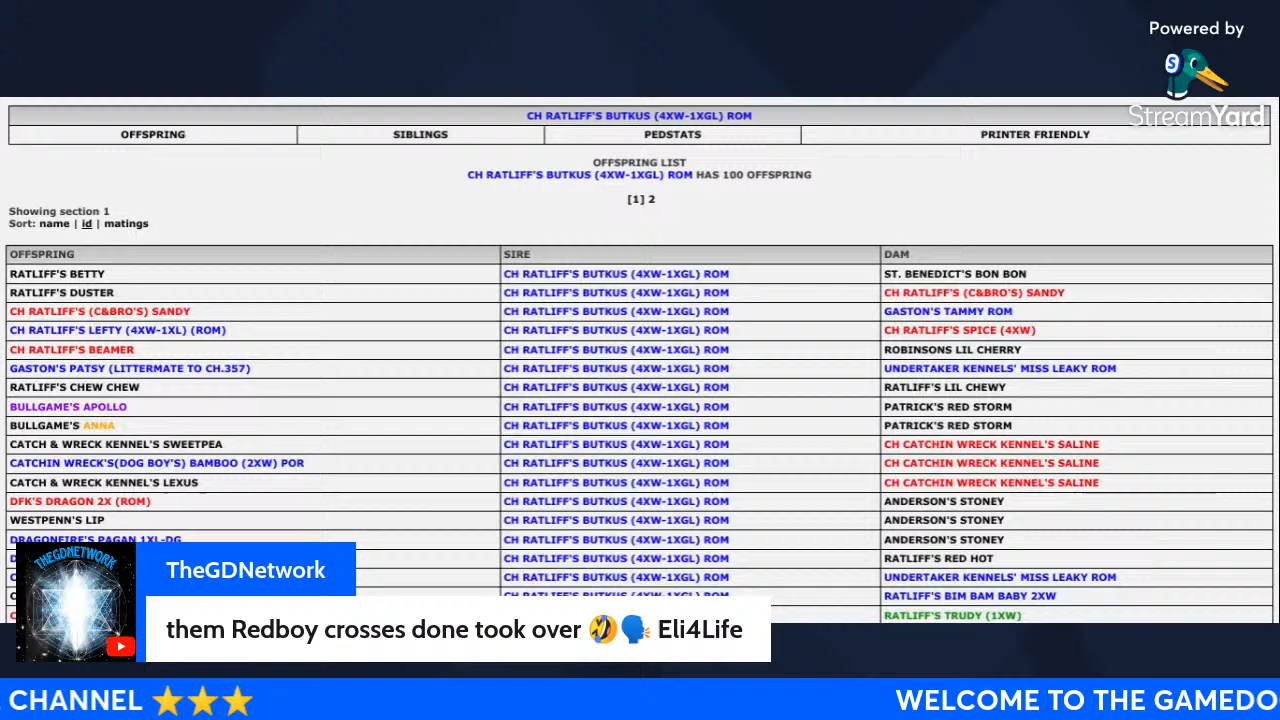 Powered by
StreamYard
CH RATLIFF'S BUTKUS (4XW-1XGL) ROM
OFFSPRING SIBLINGS PEDSTATS PRINTER FRIENDLY
OFFSPRING LIST
CH RATLIFF'S BUTKUS (4XW-1XGL) ROM HAS 100 OFFSPRING
[1] 2
Showing section 1
Sort: name | id | matings
OFFSPRING SIRE DAM
RATLIFF'S BETTY CH RATLIFF'S BUTKUS (4XW-1XGL) ROM ST. BENEDICT'S BON BON
RATLIFF'S DUSTER CH RATLIFF'S BUTKUS (4XW-1XGL) ROM CH RATLIFF'S (C&BRO'S) SANDY
CH RATLIFF'S (C&BRO'S) SANDY CH RATLIFF'S BUTKUS (4XW-1XGL) ROM GASTON'S TAMMY ROM
CH RATLIFF'S LEFTY (4XW-1XL) (ROM) CH RATLIFF'S BUTKUS (4XW-1XGL) ROM CH RATLIFF'S SPICE (4XW)
CH RATLIFF'S BEAMER CH RATLIFF'S BUTKUS (4XW-1XGL) ROM ROBINSONS LIL CHERRY
GASTON'S PATSY (LITTERMATE TO CH.357) CH RATLIFF'S BUTKUS (4XW-1XGL) ROM UNDERTAKER KENNELS' MISS LEAKY ROM
RATLIFF'S CHEW CHEW CH RATLIFF'S BUTKUS (4XW-1XGL) ROM RATLIFF'S LIL CHEWY
BULLGAME'S APOLLO CH RATLIFF'S BUTKUS (4XW-1XGL) ROM PATRICK'S RED STORM
BULLGAME'S ANNA CH RATLIFF'S BUTKUS (4XW-1XGL) ROM PATRICK'S RED STORM
CATCH & WRECK KENNEL'S SWEETPEA CH RATLIFF'S BUTKUS (4XW-1XGL) ROM CH CATCHIN WRECK KENNEL'S SALINE
CATCHIN WRECK'S(DOG BOY'S) BAMBOO (2XW) POR CH RATLIFF'S BUTKUS (4XW-1XGL) ROM CH CATCHIN WRECK KENNEL'S SALINE
CATCH & WRECK KENNEL'S LEXUS CH RATLIFF'S BUTKUS (4XW-1XGL) ROM CH CATCHIN WRECK KENNEL'S SALINE
DFK'S DRAGON 2X (ROM) CH RATLIFF'S BUTKUS (4XW-1XGL) ROM ANDERSON'S STONEY
WESTPENN'S LIP CH RATLIFF'S BUTKUS (4XW-1XGL) ROM ANDERSON'S STONEY
DRAGONFIRE'S PAGAN 1XL-DG CH RATLIFF'S BUTKUS (4XW-1XGL) ROM ANDERSON'S STONEY
CH RATLIFF'S BUTKUS (4XW-1XGL) ROM RATLIFF'S RED HOT
CH RATLIFF'S BUTKUS (4XW-1XGL) ROM UNDERTAKER KENNELS' MISS LEAKY ROM
CH RATLIFF'S BUTKUS (4XW-1XGL) ROM RATLIFF'S BIM BAM BABY 2XW
RATLIFF'S TRUDY (1XW)
THEGDNETWORK
TheGDNetwork
them Redboy crosses done took over 🤣🗣️ Eli4Life
CHANNEL ⭐⭐⭐ WELCOME TO THE GAMEDO